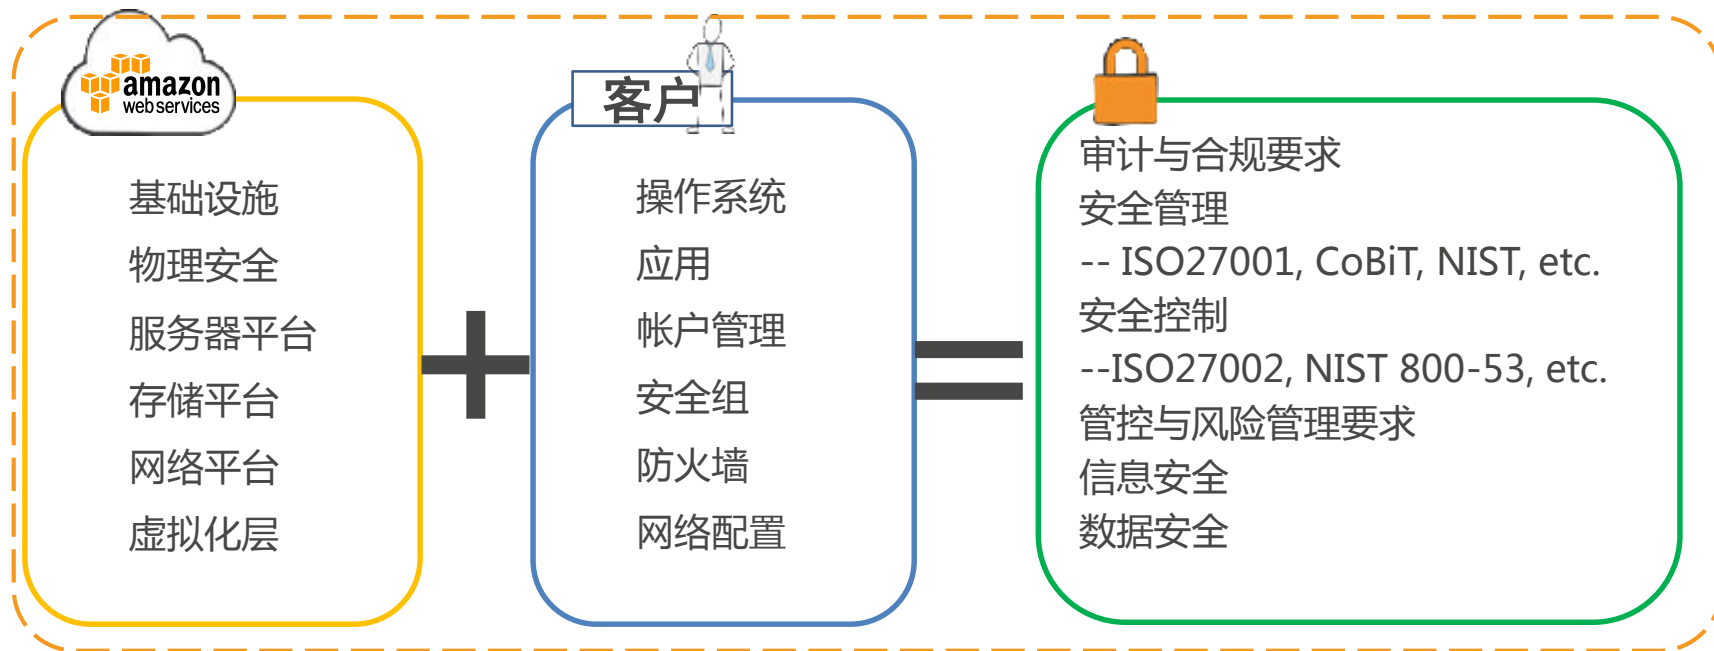 amazon
webservices
基础设施
物理安全
服务器平台
存储平台
网络平台
虚拟化层
客户
操作系统
应用
帐户管理
安全组
防火墙
网络配置
审计与合规要求
安全管理
-- ISO27001, CoBiT, NIST, etc.
安全控制
--ISO27002, NIST 800-53, etc.
管控与风险管理要求
信息安全
数据安全